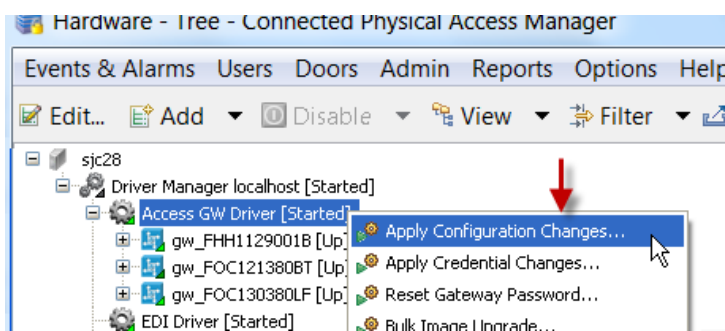 Hardware - Tree - Connected Physical Access Manager
Events & Alarms Users Doors Admin Reports Options Help
Edit... Add Disable View Filter
sjc28
Driver Manager localhost [Started]
Access GW Driver [Started]
Apply Configuration Changes...
gw_FHH1129001B [Up]
Apply Credential Changes...
gw_FOC121380BT [Up]
Reset Gateway Password...
gw_FOC130380LF [Up]
Bulk Image Upgrade...
EDI Driver [Started]